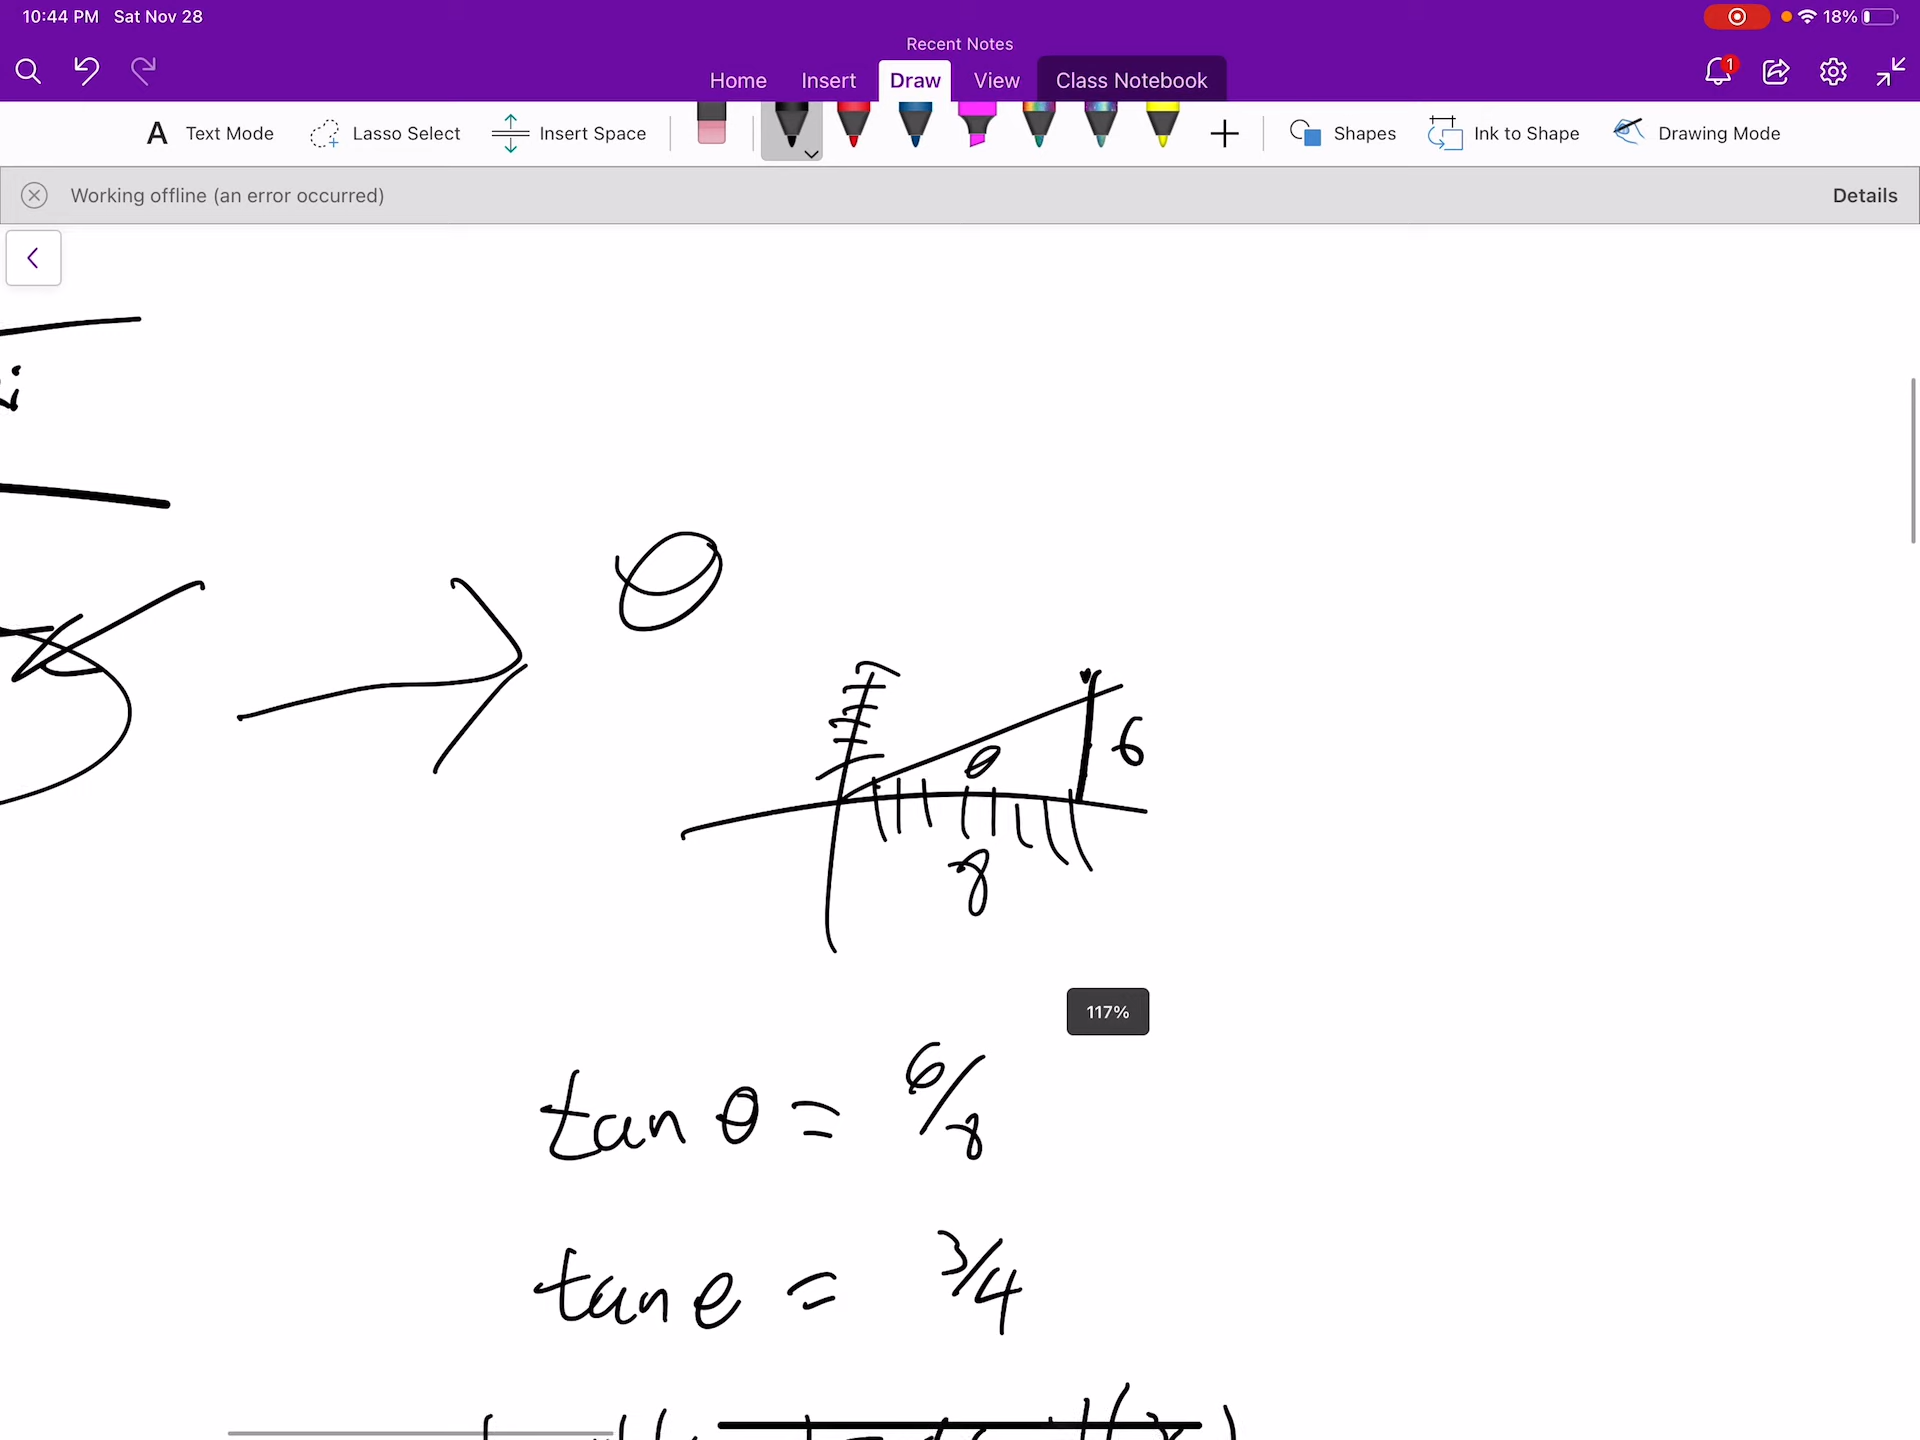 10:44 PM Sat Nov 28
18%
Recent Notes
Home Insert Draw View Class Notebook
1
A Text Mode Lasso Select Insert Space Shapes Ink to Shape Drawing Mode
Working offline (an error occurred) Details
i
θ
6
θ
8
117%
tan θ = 6/8
tan θ = 3/4